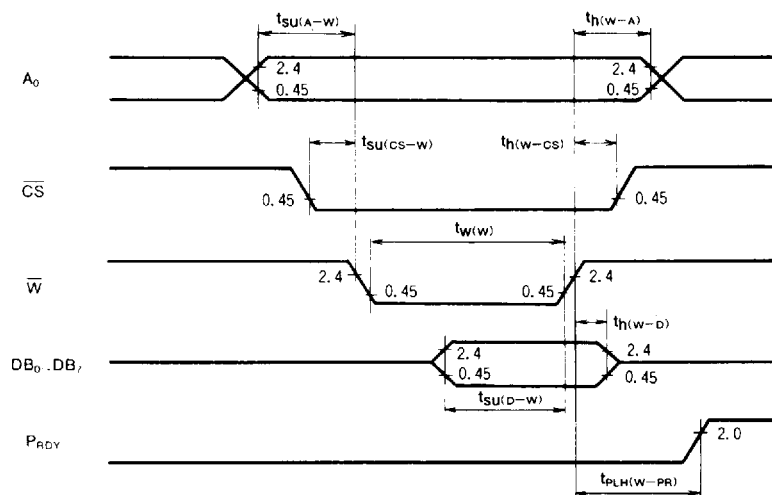 tsu(A-W) th(W-A)
A0 2.4 2.4
0.45 0.45
tsu(CS-W) th(W-CS)
CS 0.45 0.45
tW(W)
W 2.4 0.45 0.45 2.4
th(W-D)
DB0...DB7 2.4 2.4
0.45 0.45
tsu(D-W)
PRDY 2.0
tPLH(W-PR)